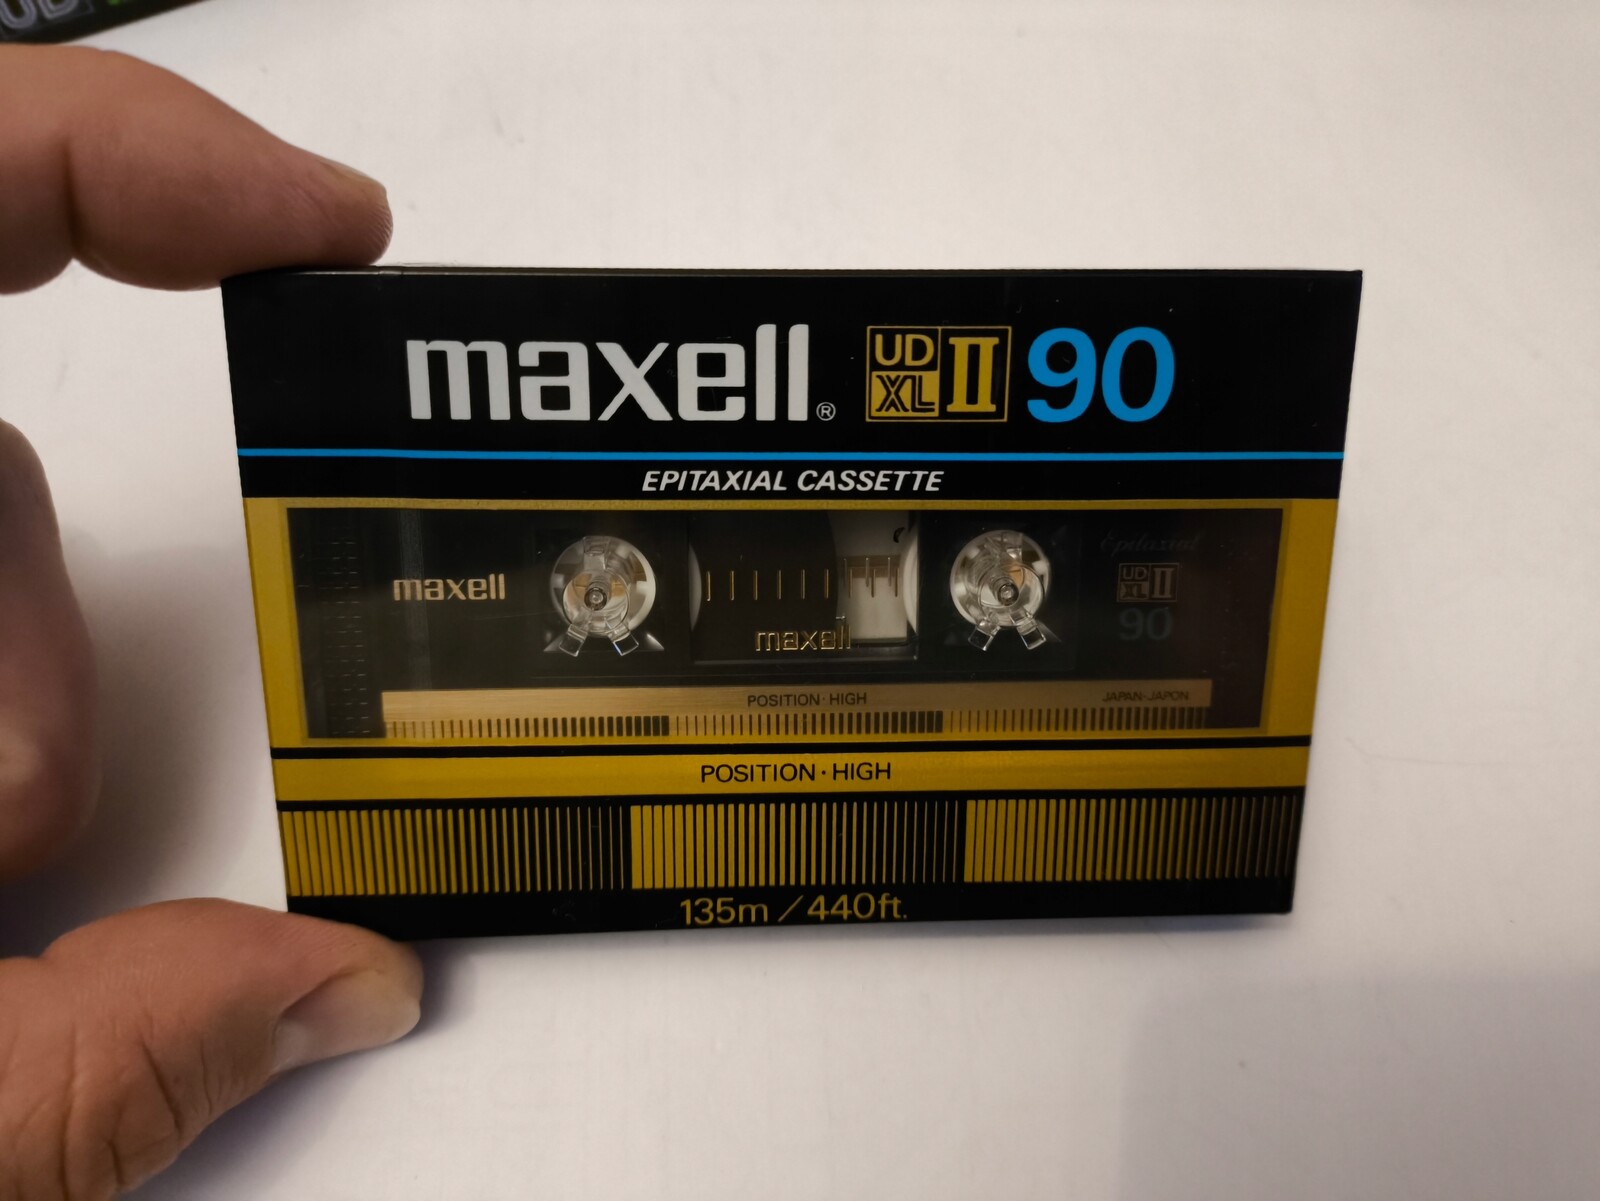 UD
maxell® UD XL II 90
EPITAXIAL CASSETTE
maxell
Epitaxial
UD XL II
90
maxell
POSITION·HIGH
JAPAN-JAPON
POSITION·HIGH
135m/440ft.